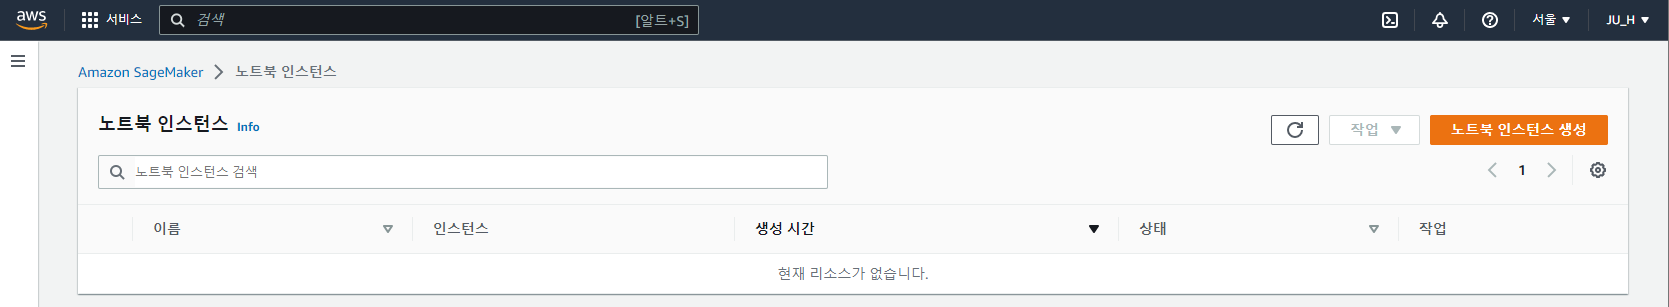 aws 서비스 검색 [알트+S] 서울 JU_H
Amazon SageMaker 노트북 인스턴스
노트북 인스턴스 Info
작업 노트북 인스턴스 생성
노트북 인스턴스 검색
1
이름 인스턴스 생성 시간 상태 작업
현재 리소스가 없습니다.